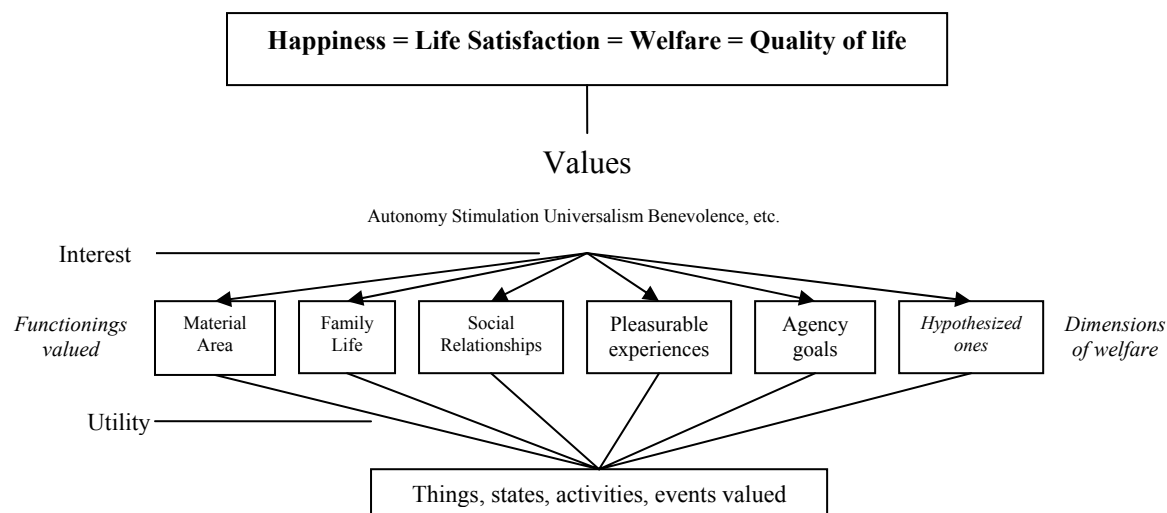 Happiness = Life Satisfaction = Welfare = Quality of life
Values
Autonomy Stimulation Universalism Benevolence, etc.
Interest
Functionings
valued
Material
Area
Family
Life
Social
Relationships
Pleasurable
experiences
Agency
goals
Hypothesized
ones
Dimensions
of welfare
Utility
Things, states, activities, events valued